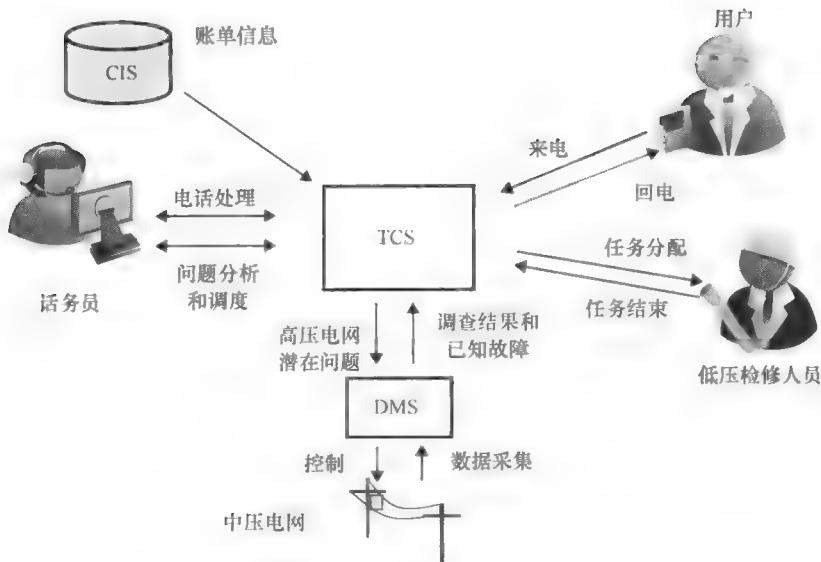 账单信息
CIS
用户
来电
回电
电话处理
TCS
问题分析
和调度
话务员
任务分配
任务结束
低压检修人员
高压电网
潜在问题
调查结果和
已知故障
DMS
控制
数据采集
中压电网